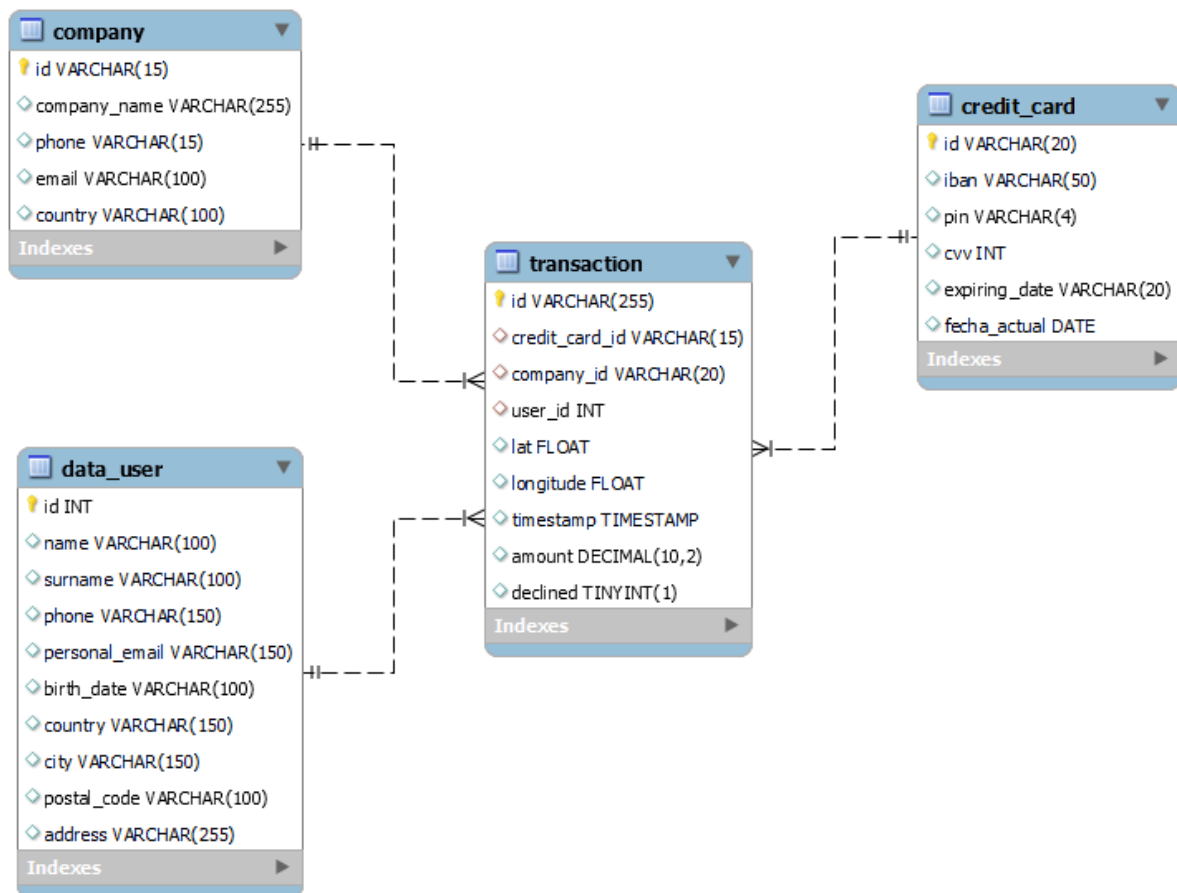 company
id VARCHAR(15)
company_name VARCHAR(255)
phone VARCHAR(15)
email VARCHAR(100)
country VARCHAR(100)
Indexes
credit_card
id VARCHAR(20)
iban VARCHAR(50)
pin VARCHAR(4)
cvv INT
expiring_date VARCHAR(20)
fecha_actual DATE
Indexes
transaction
id VARCHAR(255)
credit_card_id VARCHAR(15)
company_id VARCHAR(20)
user_id INT
lat FLOAT
longitude FLOAT
timestamp TIMESTAMP
amount DECIMAL(10,2)
declined TINYINT(1)
Indexes
data_user
id INT
name VARCHAR(100)
surname VARCHAR(100)
phone VARCHAR(150)
personal_email VARCHAR(150)
birth_date VARCHAR(100)
country VARCHAR(150)
city VARCHAR(150)
postal_code VARCHAR(100)
address VARCHAR(255)
Indexes